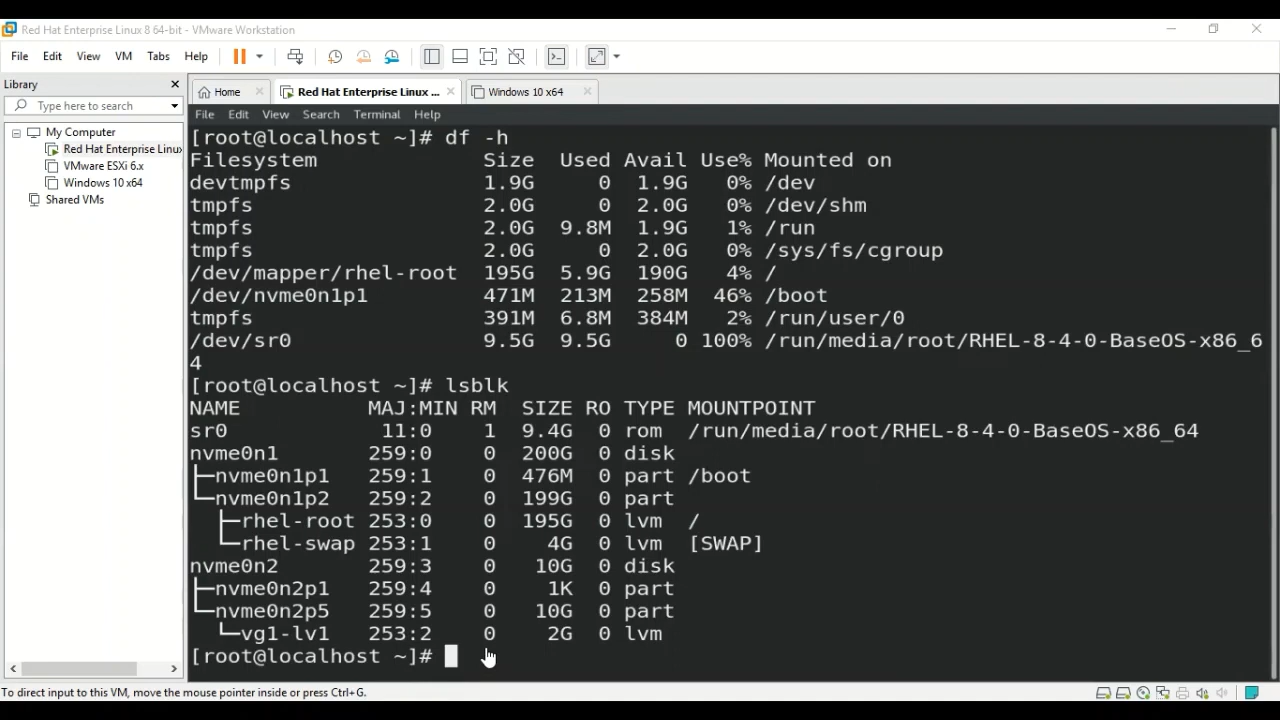 Red Hat Enterprise Linux 8 64-bit - VMware Workstation
File Edit View VM Tabs Help
Library
Type here to search
My Computer
Red Hat Enterprise Linux
VMware ESXi 6.x
Windows 10 x64
Shared VMs
Home Red Hat Enterprise Linux ... Windows 10 x64
File Edit View Search Terminal Help
[root@localhost ~]# df -h
Filesystem Size Used Avail Use% Mounted on
devtmpfs 1.9G 0 1.9G 0% /dev
tmpfs 2.0G 0 2.0G 0% /dev/shm
tmpfs 2.0G 9.8M 1.9G 1% /run
tmpfs 2.0G 0 2.0G 0% /sys/fs/cgroup
/dev/mapper/rhel-root 195G 5.9G 190G 4% /
/dev/nvme0n1p1 471M 213M 258M 46% /boot
tmpfs 391M 6.8M 384M 2% /run/user/0
/dev/sr0 9.5G 9.5G 0 100% /run/media/root/RHEL-8-4-0-BaseOS-x86_6
4
[root@localhost ~]# lsblk
NAME MAJ:MIN RM SIZE RO TYPE MOUNTPOINT
sr0 11:0 1 9.4G 0 rom /run/media/root/RHEL-8-4-0-BaseOS-x86_64
nvme0n1 259:0 0 200G 0 disk
├─nvme0n1p1 259:1 0 476M 0 part /boot
└─nvme0n1p2 259:2 0 199G 0 part
├─rhel-root 253:0 0 195G 0 lvm /
└─rhel-swap 253:1 0 4G 0 lvm [SWAP]
nvme0n2 259:3 0 10G 0 disk
├─nvme0n2p1 259:4 0 1K 0 part
└─nvme0n2p5 259:5 0 10G 0 part
└─vg1-lv1 253:2 0 2G 0 lvm
[root@localhost ~]#
To direct input to this VM, move the mouse pointer inside or press Ctrl+G.